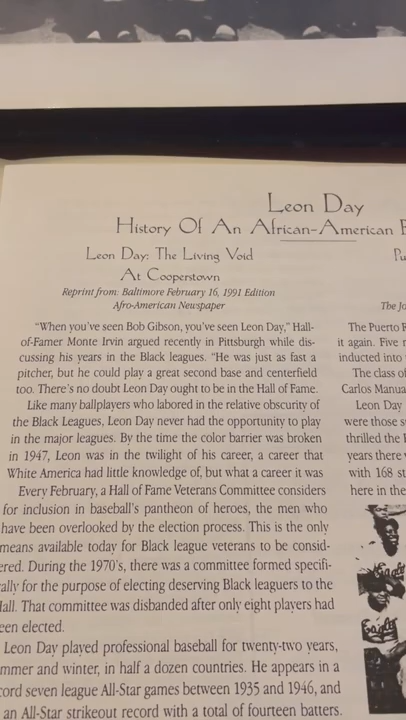 Leon Day
History Of An African-American
Leon Day: The Living Void
At Cooperstown
Reprint from: Baltimore February 16, 1991 Edition
Afro-American Newspaper
"When you've seen Bob Gibson, you've seen Leon Day," Hall-
of-Famer Monte Irvin argued recently in Pittsburgh while dis-
cussing his years in the Black leagues. "He was just as fast a
pitcher, but he could play a great second base and centerfield
too. There's no doubt Leon Day ought to be in the Hall of Fame.
Like many ballplayers who labored in the relative obscurity of
the Black Leagues, Leon Day never had the opportunity to play
in the major leagues. By the time the color barrier was broken
in 1947, Leon was in the twilight of his career, a career that
White America had little knowledge of, but what a career it was
Every February, a Hall of Fame Veterans Committee considers
for inclusion in baseball's pantheon of heroes, the men who
have been overlooked by the election process. This is the only
means available today for Black league veterans to be consid-
ered. During the 1970's, there was a committee formed specifi-
ally for the purpose of electing deserving Black leaguers to the
Hall. That committee was disbanded after only eight players had
een elected.
Leon Day played professional baseball for twenty-two years,
mmer and winter, in half a dozen countries. He appears in a
cord seven league All-Star games between 1935 and 1946, and
an All-Star strikeout record with a total of fourteen batters.
Pu
The Jo
The Puerto R
it again. Five
inducted into
The class of
Carlos Manua
Leon Day
were those s
thrilled the
years there
with 168 st
here in the
Eagles
Eagles